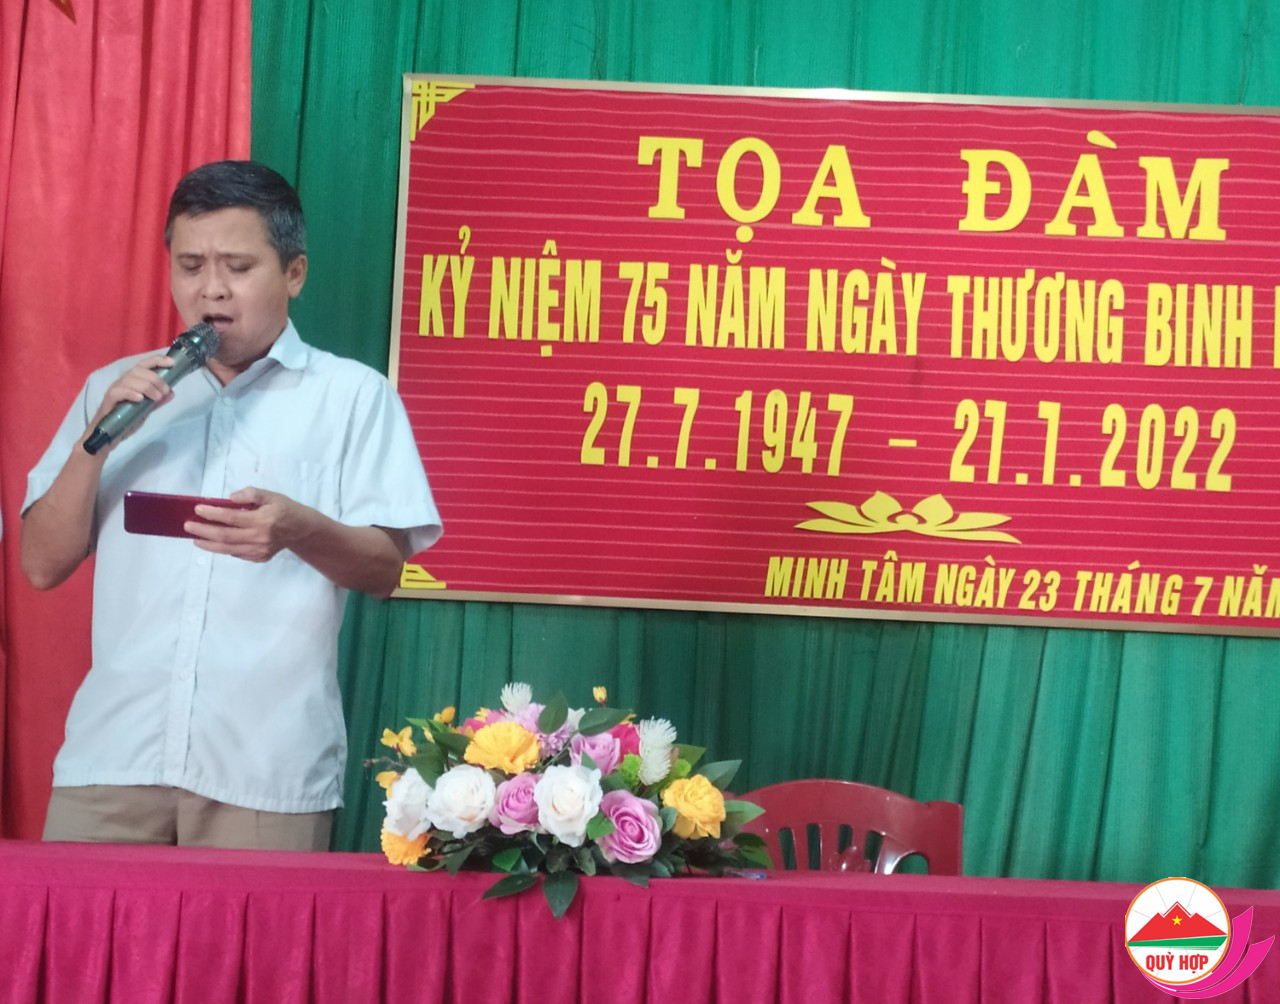 TỌA ĐÀM
KỶ NIỆM 75 NĂM NGÀY THƯƠNG BINH
27.7.1947 – 27.7.2022
MINH TÂM NGÀY 23 THÁNG 7 NĂM
QUỲ HỢP